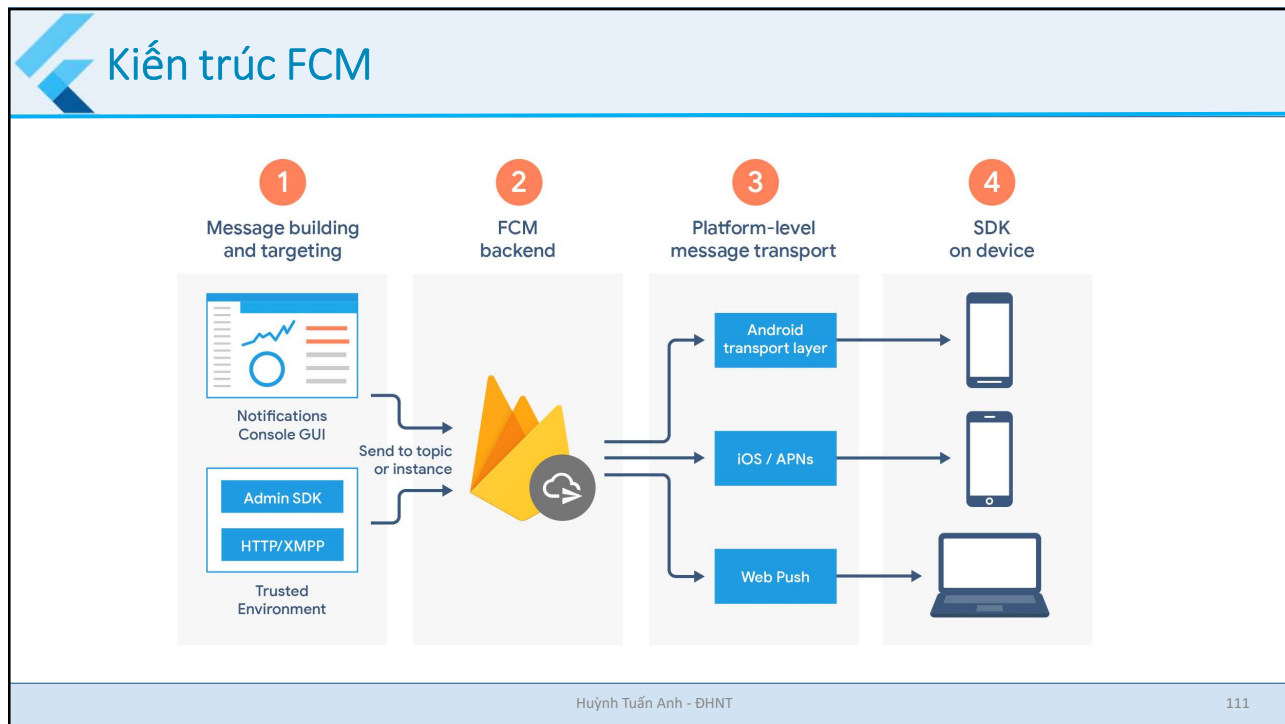 Kiến trúc FCM
1
Message building
and targeting
Notifications
Console GUI
Admin SDK
HTTP/XMPP
Trusted
Environment
Send to topic
or instance
2
FCM
backend
3
Platform-level
message transport
Android
transport layer
iOS / APNs
Web Push
4
SDK
on device
Huỳnh Tuấn Anh - ĐHNT
111